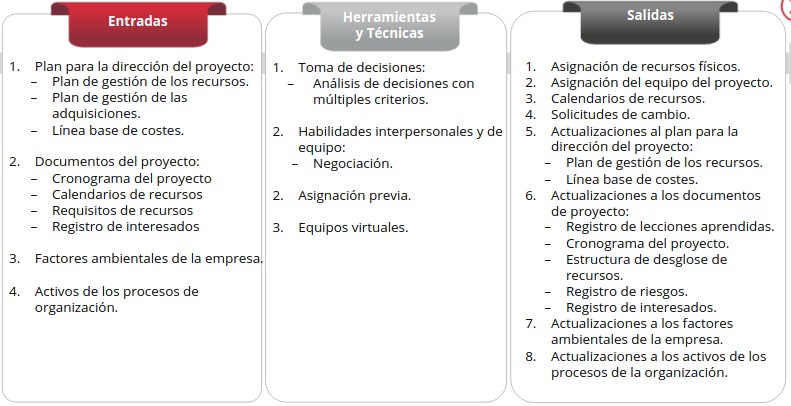 Entradas
1. Plan para la dirección del proyecto:
– Plan de gestión de los recursos.
– Plan de gestión de las
adquisiciones.
– Línea base de costes.
2. Documentos del proyecto:
– Cronograma del proyecto
– Calendarios de recursos
– Requisitos de recursos
– Registro de interesados
3. Factores ambientales de la empresa.
4. Activos de los procesos de
organización.
Herramientas
y Técnicas
1. Toma de decisiones:
– Análisis de decisiones con
múltiples criterios.
2. Habilidades interpersonales y de
equipo:
– Negociación.
2. Asignación previa.
3. Equipos virtuales.
Salidas
1. Asignación de recursos físicos.
2. Asignación del equipo del proyecto.
3. Calendarios de recursos.
4. Solicitudes de cambio.
5. Actualizaciones al plan para la
dirección del proyecto:
– Plan de gestión de los recursos.
– Línea base de costes.
6. Actualizaciones a los documentos
de proyecto:
– Registro de lecciones aprendidas.
– Cronograma del proyecto.
– Estructura de desglose de
recursos.
– Registro de riesgos.
– Registro de interesados.
7. Actualizaciones a los factores
ambientales de la empresa.
8. Actualizaciones a los activos de los
procesos de la organización.